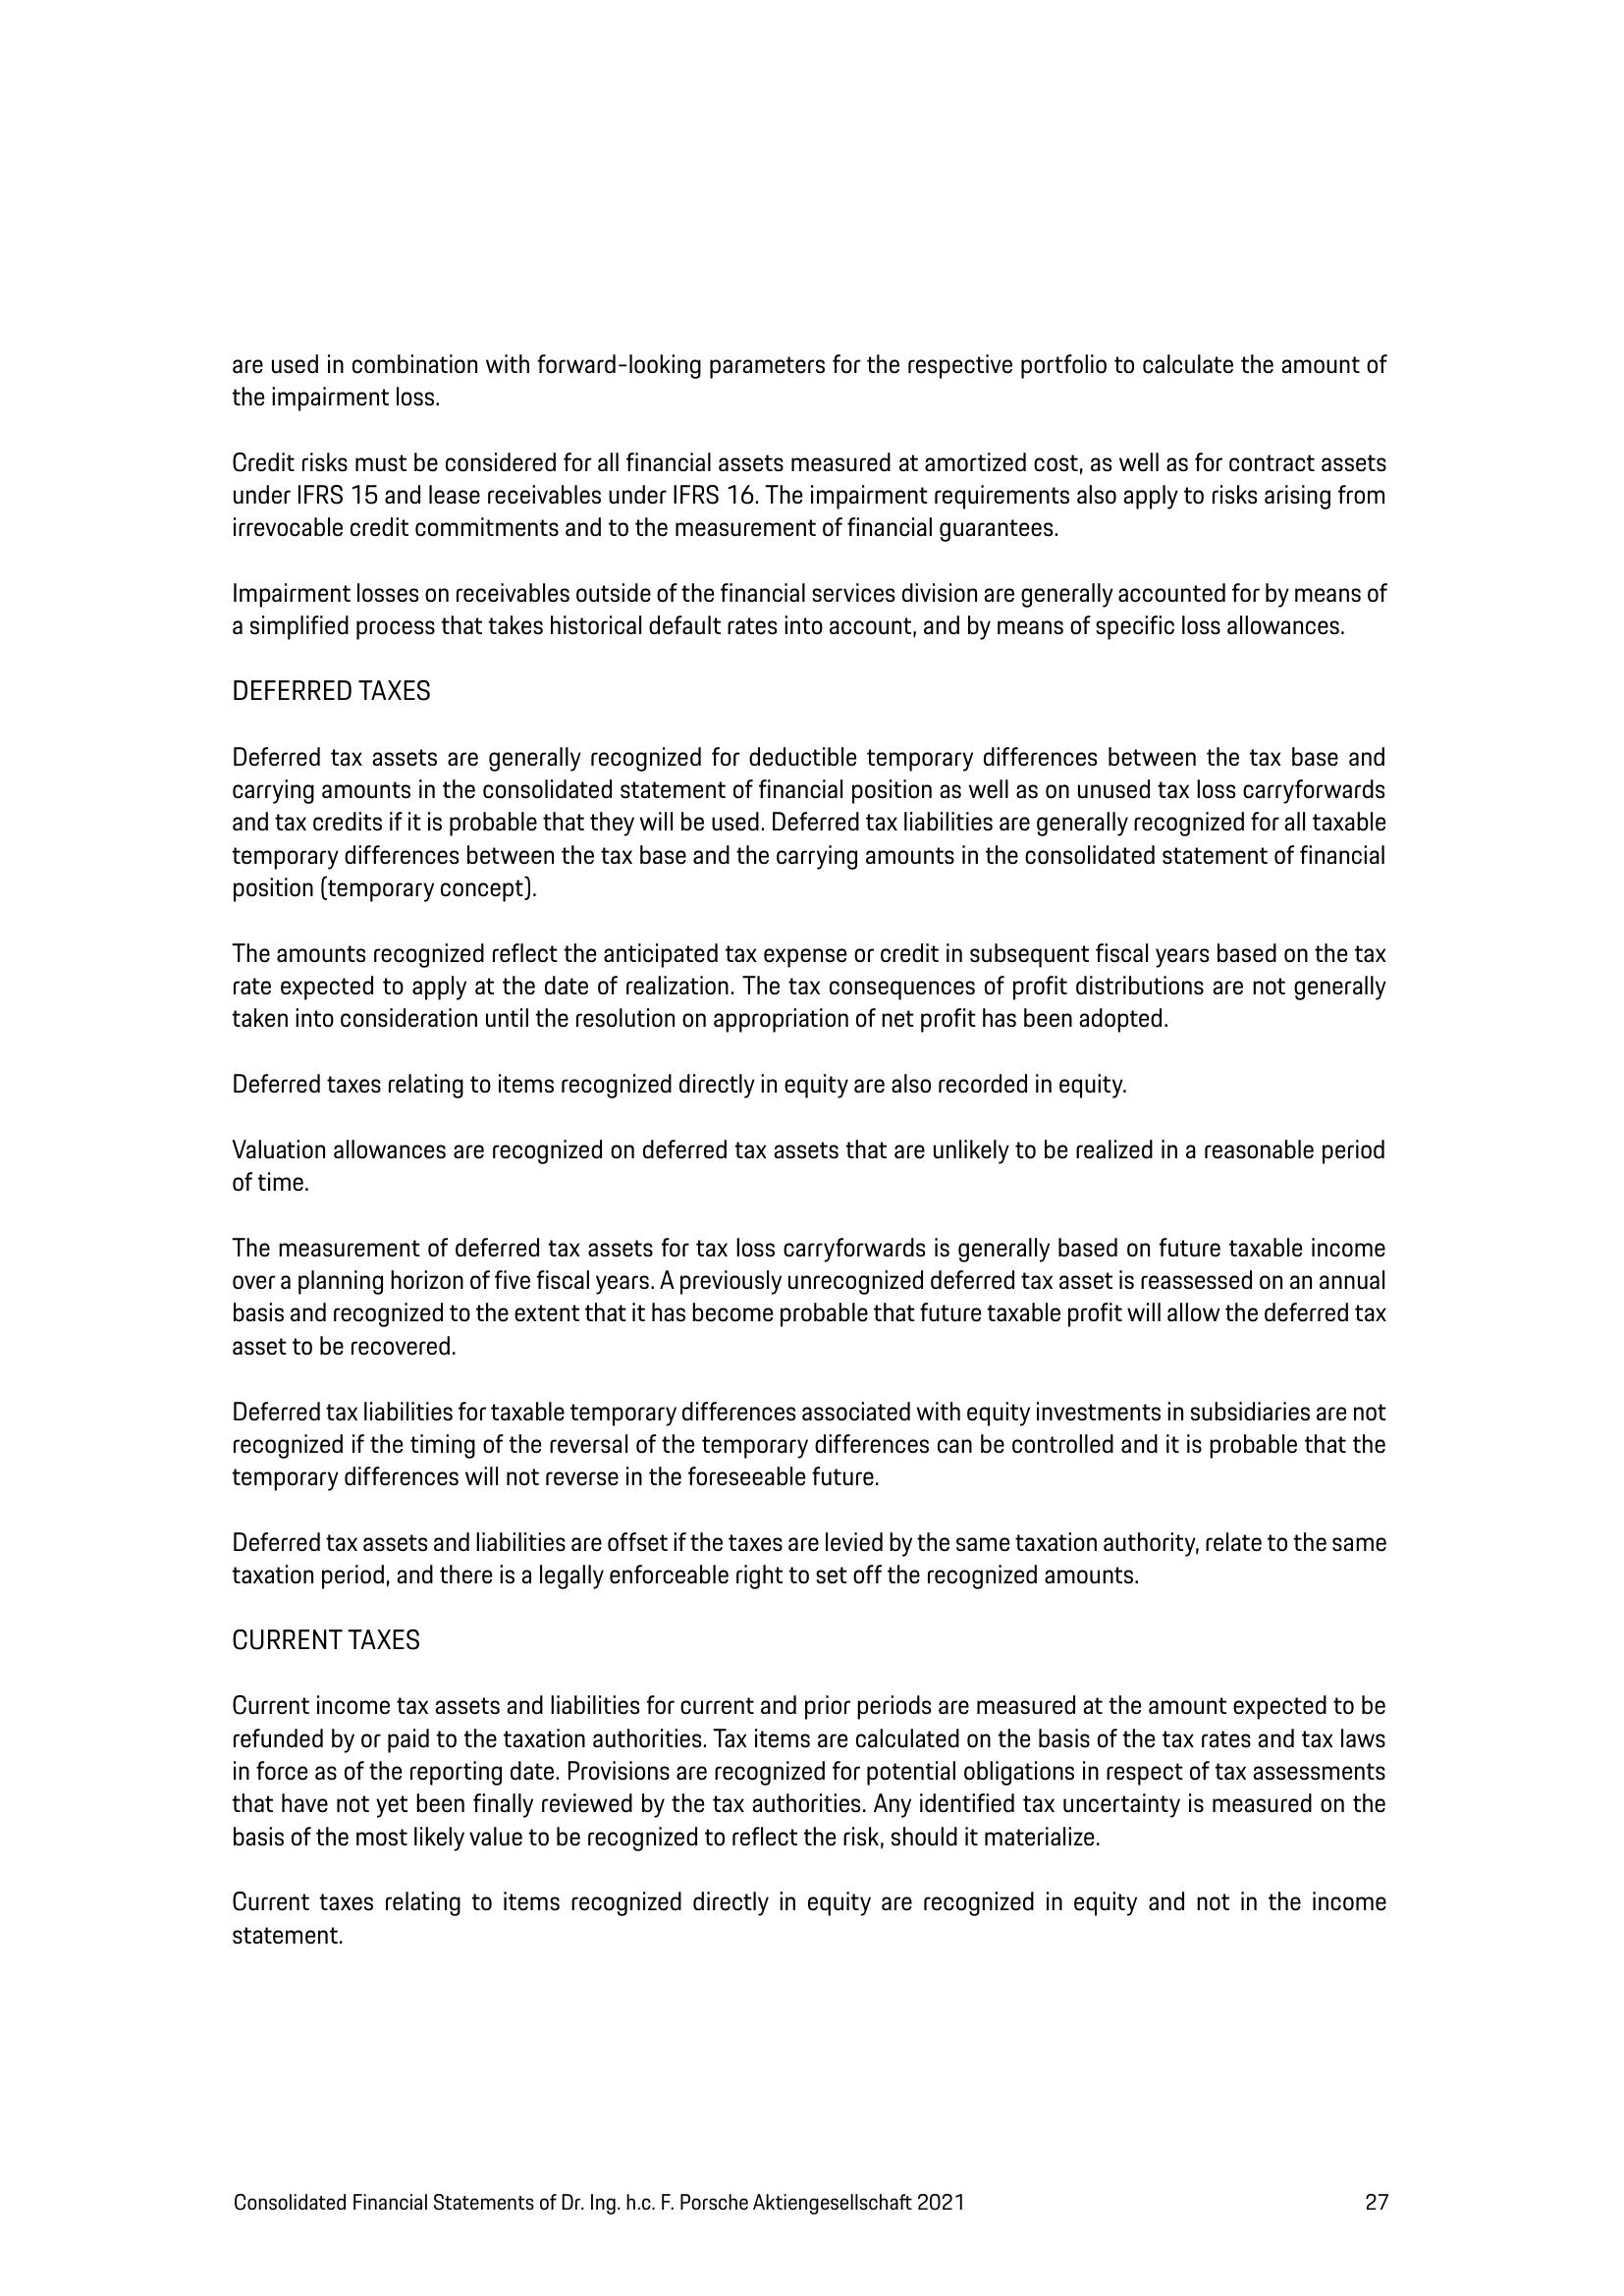 are used in combination with forward-looking parameters for the respective portfolio to calculate the amount of
the impairment loss.
Credit risks must be considered for all financial assets measured at amortized cost, as well as for contract assets
under IFRS 15 and lease receivables under IFRS 16. The impairment requirements also apply to risks arising from
irrevocable credit commitments and to the measurement of financial guarantees.
Impairment losses on receivables outside of the financial services division are generally accounted for by means of
a simplified process that takes historical default rates into account, and by means of specific loss allowances.
DEFERRED TAXES
Deferred tax assets are generally recognized for deductible temporary differences between the tax base and
carrying amounts in the consolidated statement of financial position as well as on unused tax loss carryforwards
and tax credits if it is probable that they will be used. Deferred tax liabilities are generally recognized for all taxable
temporary differences between the tax base and the carrying amounts in the consolidated statement of financial
position (temporary concept).
The amounts recognized reflect the anticipated tax expense or credit in subsequent fiscal years based on the tax
rate expected to apply at the date of realization. The tax consequences of profit distributions are not generally
taken into consideration until the resolution on appropriation of net profit has been adopted.
Deferred taxes relating to items recognized directly in equity are also recorded in equity.
Valuation allowances are recognized on deferred tax assets that are unlikely to be realized in a reasonable period
of time.
The measurement of deferred tax assets for tax loss carryforwards is generally based on future taxable income
over a planning horizon of five fiscal years. A previously unrecognized deferred tax asset is reassessed on an annual
basis and recognized to the extent that it has become probable that future taxable profit will allow the deferred tax
asset to be recovered.
Deferred tax liabilities for taxable temporary differences associated with equity investments in subsidiaries are not
recognized if the timing of the reversal of the temporary differences can be controlled and it is probable that the
temporary differences will not reverse in the foreseeable future.
Deferred tax assets and liabilities are offset if the taxes are levied by the same taxation authority, relate to the same
taxation period, and there is a legally enforceable right to set off the recognized amounts.
CURRENT TAXES
Current income tax assets and liabilities for current and prior periods are measured at the amount expected to be
refunded by or paid to the taxation authorities. Tax items are calculated on the basis of the tax rates and tax laws
in force as of the reporting date. Provisions are recognized for potential obligations in respect of tax assessments
that have not yet been finally reviewed by the tax authorities. Any identified tax uncertainty is measured on the
basis of the most likely value to be recognized to reflect the risk, should it materialize.
Current taxes relating to items recognized directly in equity are recognized in equity and not in the income
statement.
Consolidated Financial Statements of Dr. Ing. h.c. F. Porsche Aktiengesellschaft 2021 27